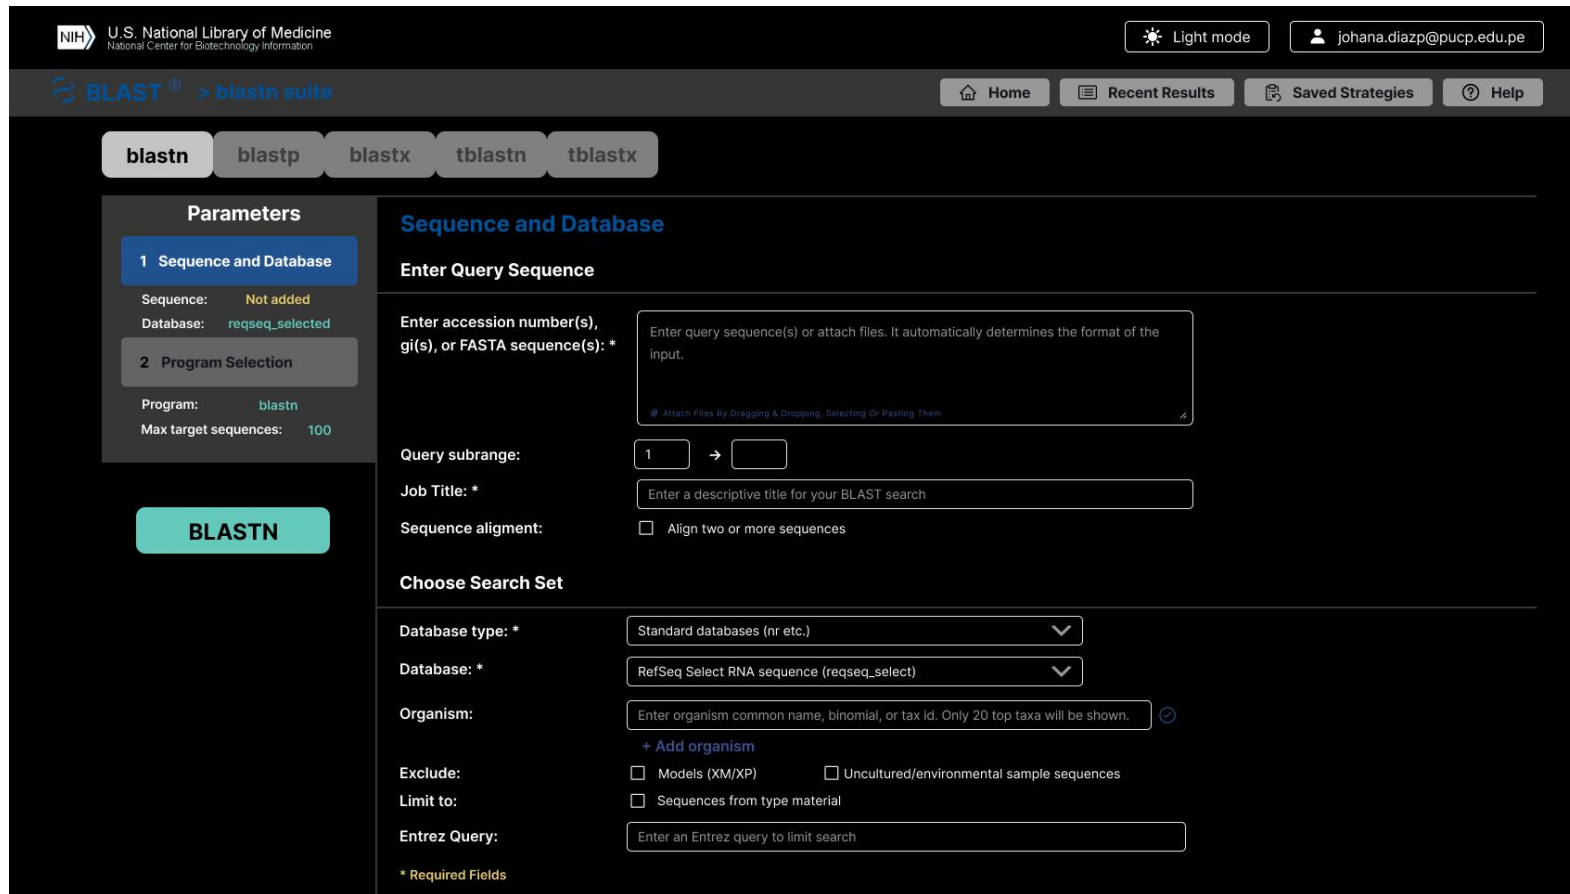 NIH
U.S. National Library of Medicine
National Center for Biotechnology Information
Light mode
johana.diazp@pucp.edu.pe
BLAST ® > blastn suite
Home
Recent Results
Saved Strategies
Help
blastn
blastp
blastx
tblastn
tblastx
Parameters
1 Sequence and Database
Sequence: Not added
Database: reqseq_selected
2 Program Selection
Program: blastn
Max target sequences: 100
BLASTN
Sequence and Database
Enter Query Sequence
Enter accession number(s),
gi(s), or FASTA sequence(s): *
Enter query sequence(s) or attach files. It automatically determines the format of the
input.
Attach Files By Dragging & Dropping, Selecting Or Pasting Them
Query subrange:
1 →
Job Title: *
Enter a descriptive title for your BLAST search
Sequence aligment:
Align two or more sequences
Choose Search Set
Database type: *
Standard databases (nr etc.)
Database: *
RefSeq Select RNA sequence (reqseq_select)
Organism:
Enter organism common name, binomial, or tax id. Only 20 top taxa will be shown.
+ Add organism
Exclude:
Models (XM/XP)
Uncultured/environmental sample sequences
Limit to:
Sequences from type material
Entrez Query:
Enter an Entrez query to limit search
* Required Fields